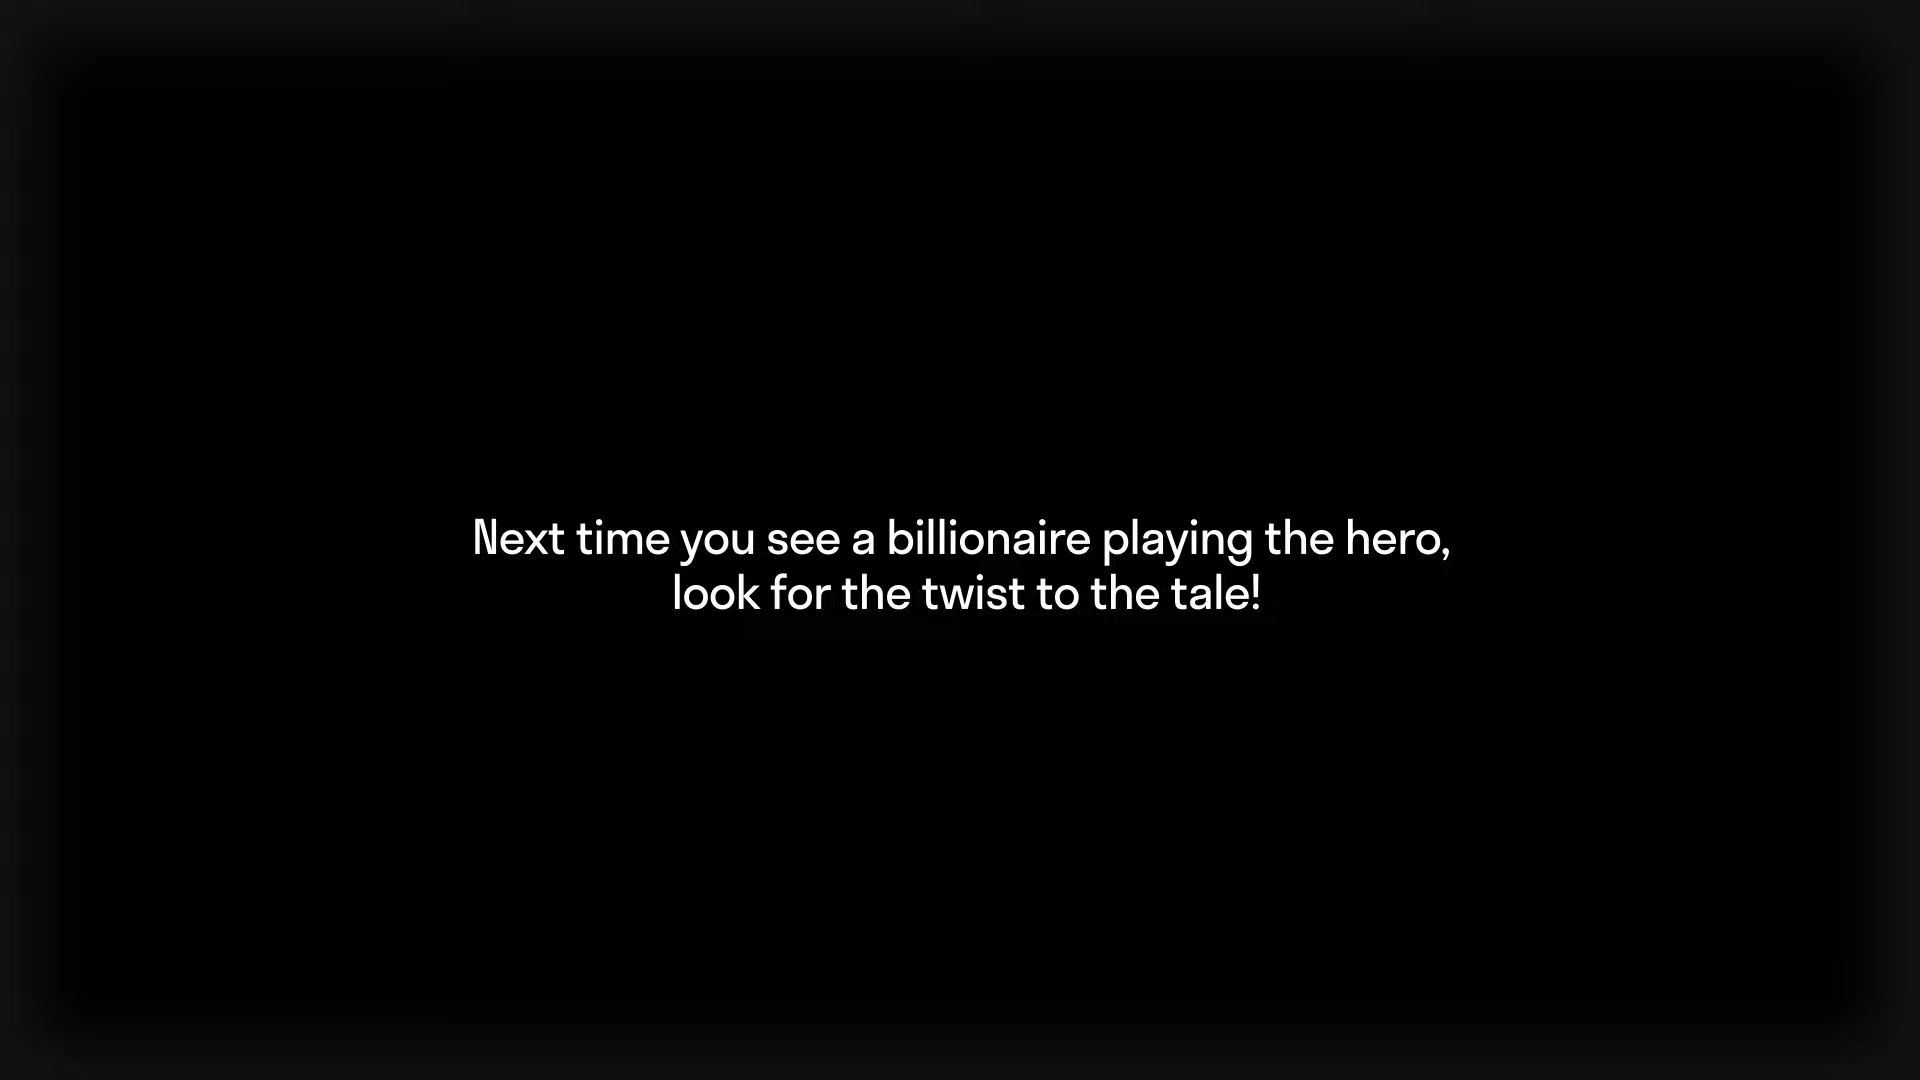 Next time you see a billionaire playing the hero,
look for the twist to the tale!